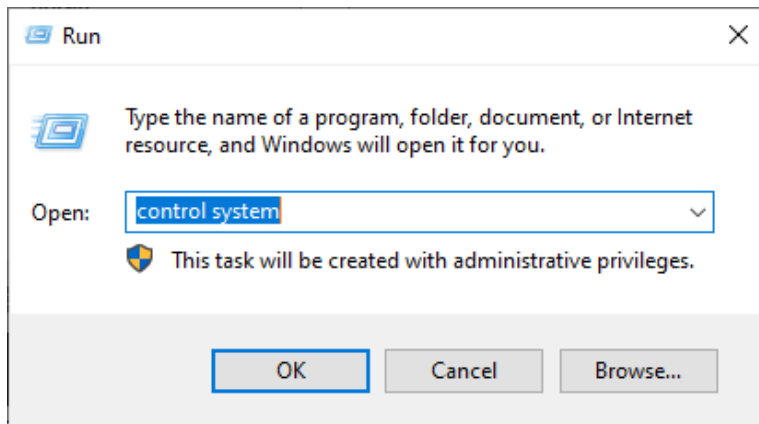 Run
Type the name of a program, folder, document, or Internet
resource, and Windows will open it for you.
Open: control system
This task will be created with administrative privileges.
OK Cancel Browse...